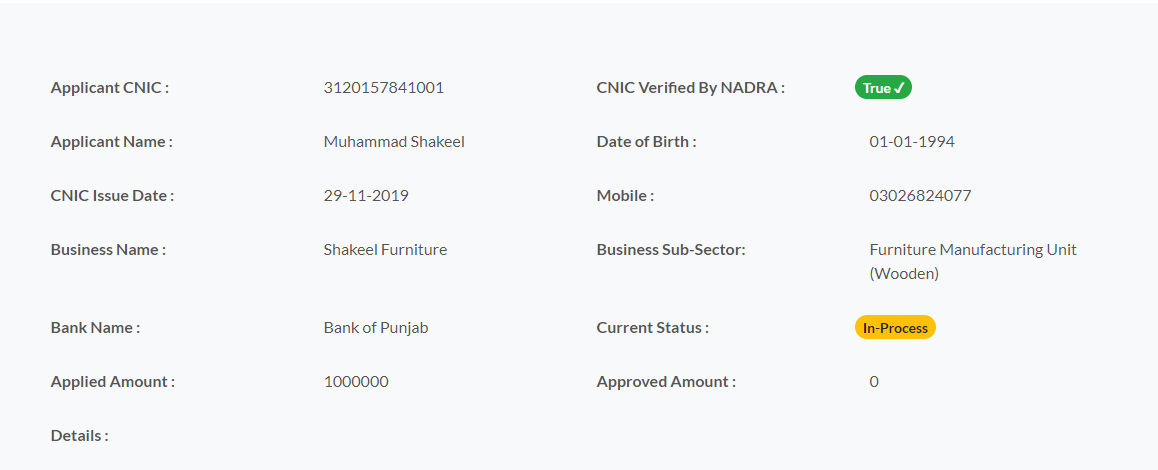 Applicant CNIC : 3120157841001 CNIC Verified By NADRA : True ✓
Applicant Name : Muhammad Shakeel Date of Birth : 01-01-1994
CNIC Issue Date : 29-11-2019 Mobile : 03026824077
Business Name : Shakeel Furniture Business Sub-Sector: Furniture Manufacturing Unit
(Wooden)
Bank Name : Bank of Punjab Current Status : In-Process
Applied Amount : 1000000 Approved Amount : 0
Details :